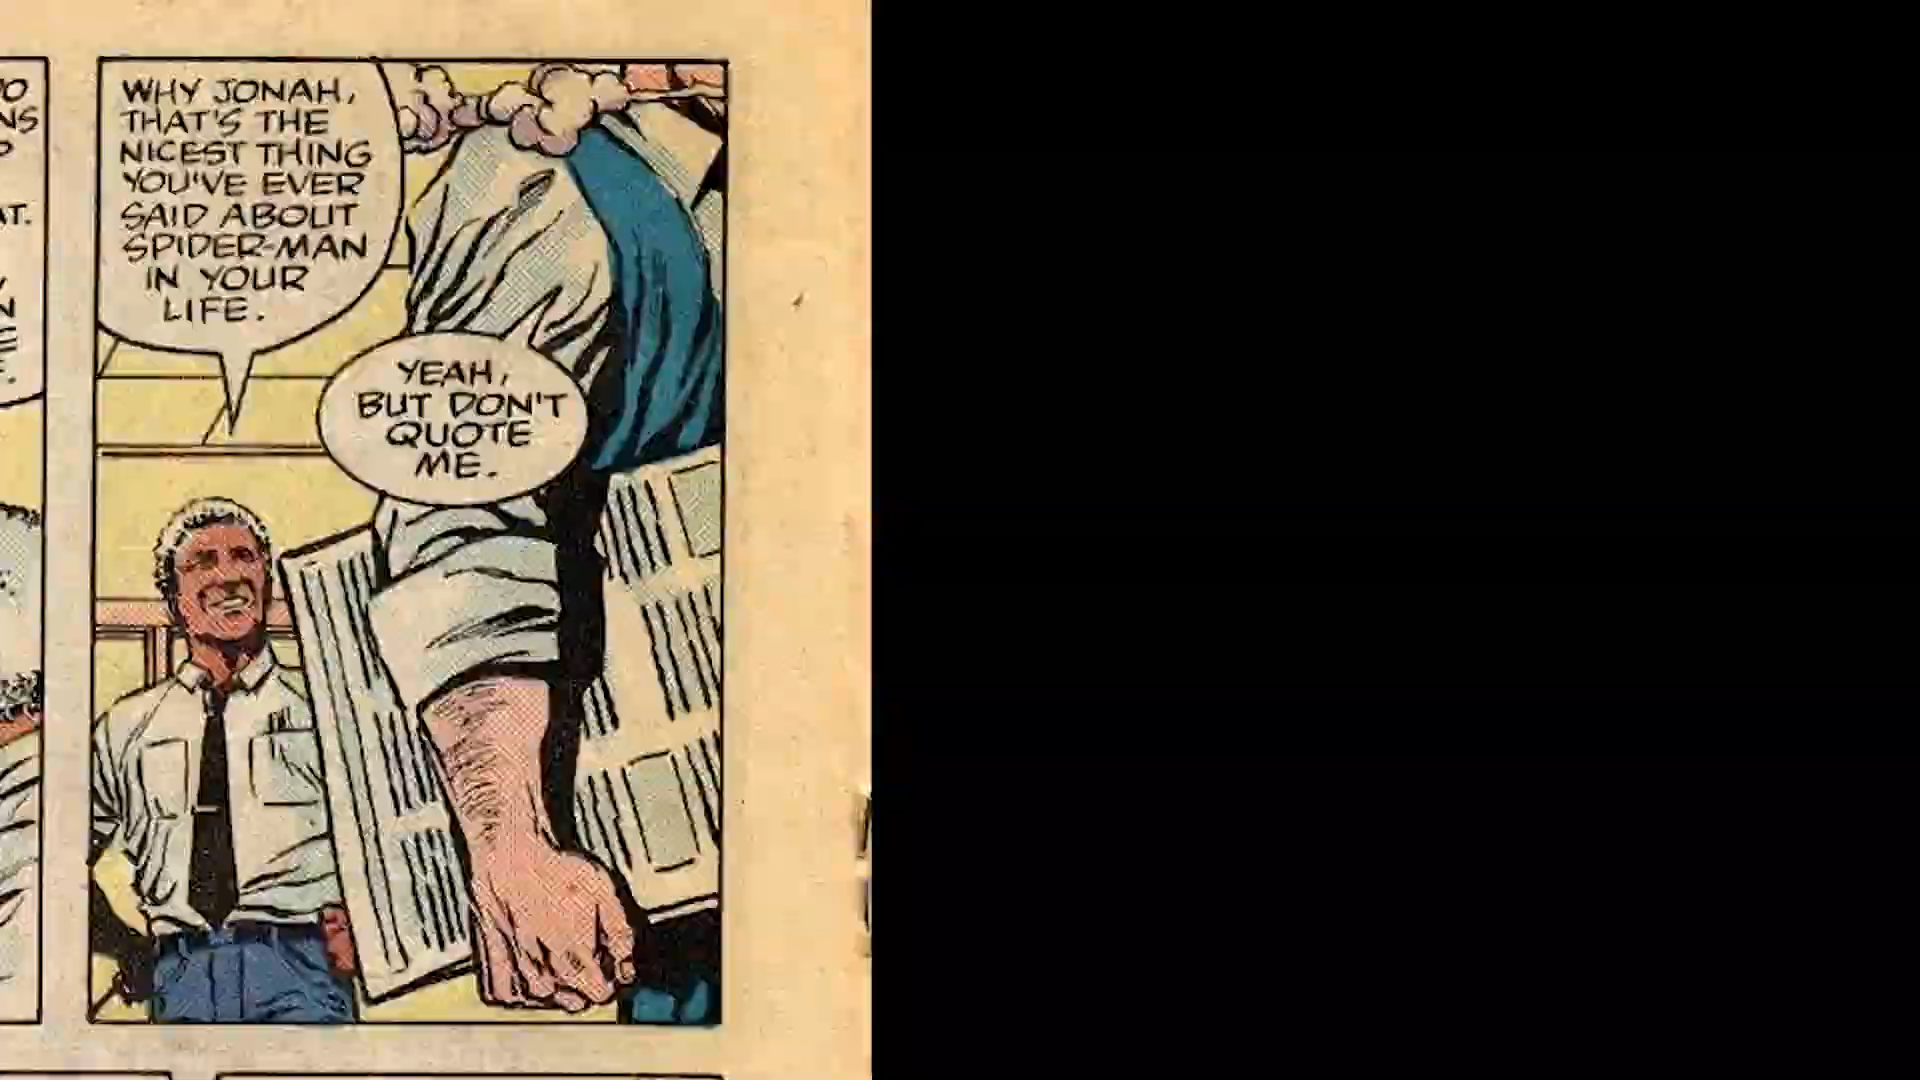 WHY JONAH,
THAT'S THE
NICEST THING
YOU'VE EVER
SAID ABOUT
SPIDER-MAN
IN YOUR
LIFE.
YEAH,
BUT DON'T
QUOTE
ME.